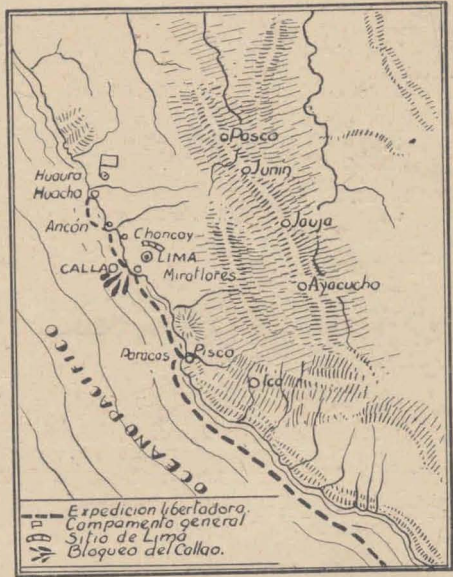 Pasco
Junin
Huaura
Huacho
Jauja
Ancón
Chancay
LIMA
CALLAO
Miraflores
Ayacucho
Paracas
Pisco
Ica
OCEANO PACIFICO
Expedicion libertadora.
Campamento general
Sitio de Lima
Bloqueo del Callao.